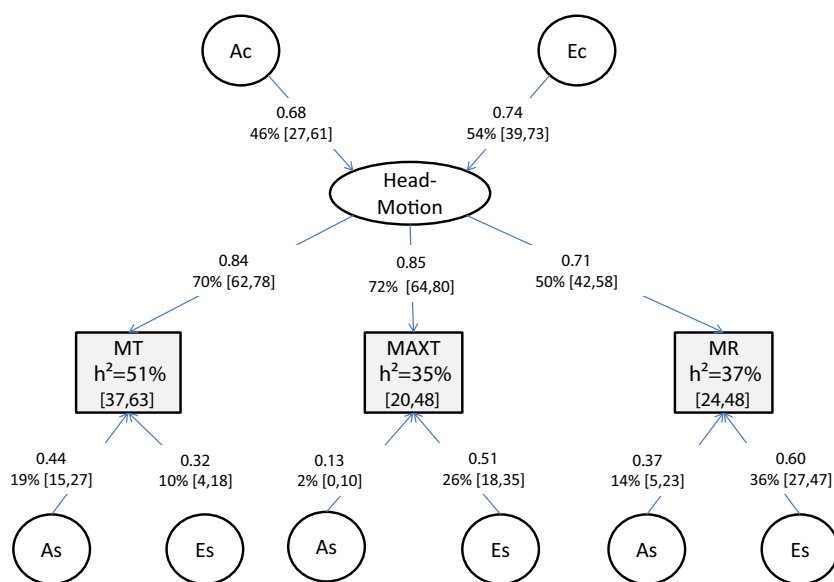 Ac
Ec
0.68
46% [27,61]
0.74
54% [39,73]
Head-
Motion
0.84
70% [62,78]
0.85
72% [64,80]
0.71
50% [42,58]
MT
h²=51%
[37,63]
MAXT
h²=35%
[20,48]
MR
h²=37%
[24,48]
0.44
19% [15,27]
0.32
10% [4,18]
0.13
2% [0,10]
0.51
26% [18,35]
0.37
14% [5,23]
0.60
36% [27,47]
As
Es
As
Es
As
Es